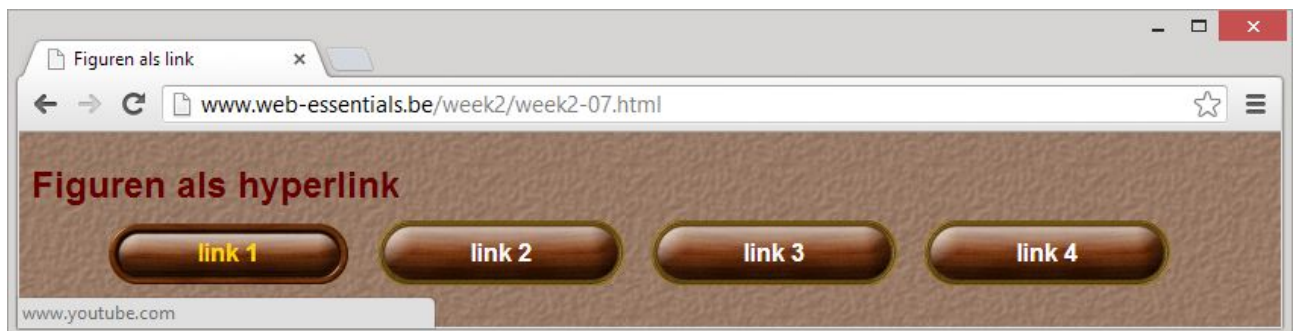 Figuren als link
www.web-essentials.be/week2/week2-07.html
Figuren als hyperlink
link 1 link 2 link 3 link 4
www.youtube.com